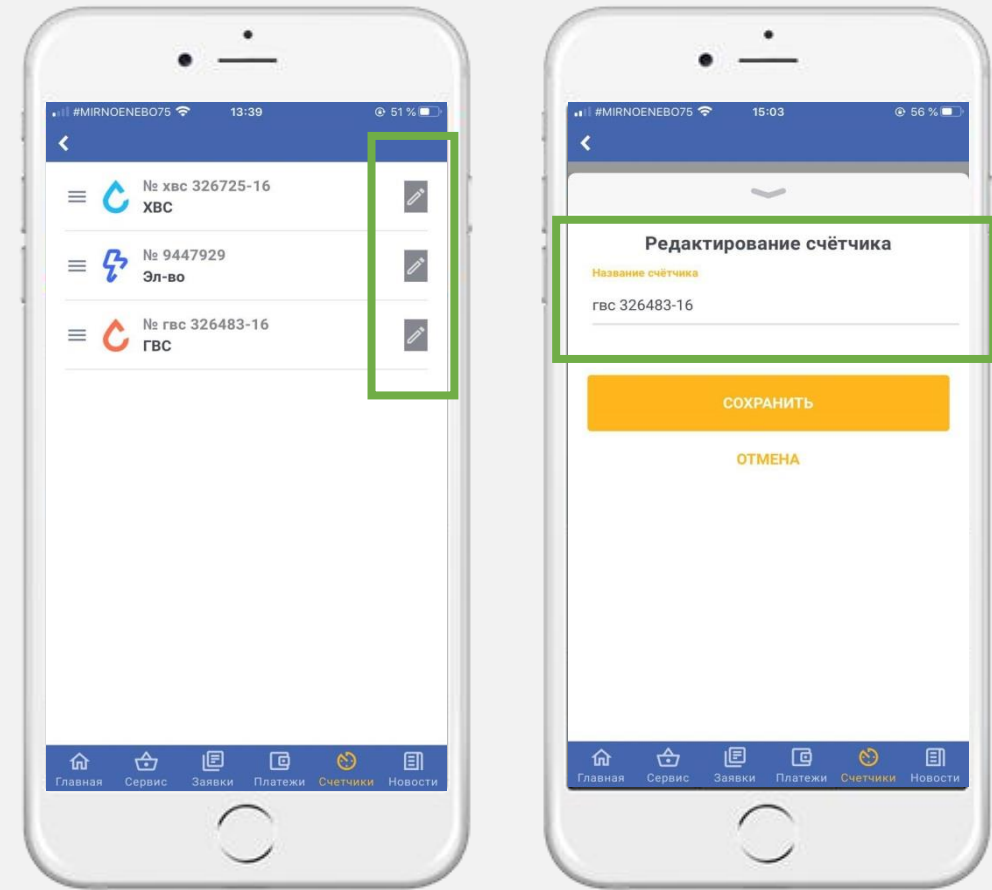 #MIRNOENEBO75 13:39 51 %
№ хвс 326725-16
ХВС
№ 9447929
Эл-во
№ гвс 326483-16
ГВС
Главная Сервис Заявки Платежи Счетчики Новости
#MIRNOENEBO75 15:03 56 %
Редактирование счётчика
Название счётчика
гвс 326483-16
СОХРАНИТЬ
ОТМЕНА
Главная Сервис Заявки Платежи Счетчики Новости